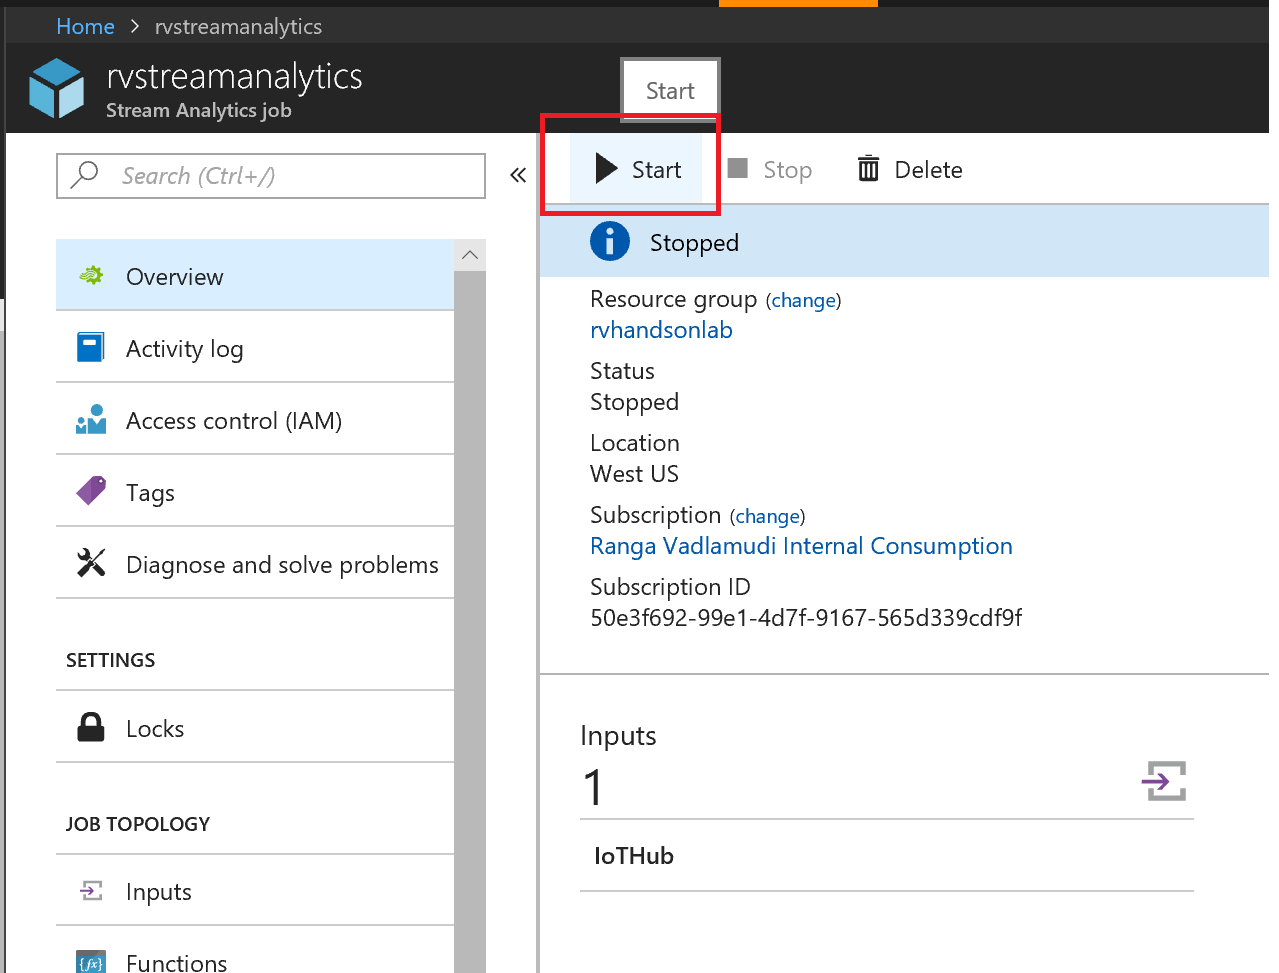 Home > rvstreamanalytics
rvstreamanalytics
Stream Analytics job
Start
Search (Ctrl+/)
«
Start
Stop
Delete
Stopped
Overview
Activity log
Access control (IAM)
Tags
Diagnose and solve problems
SETTINGS
Locks
JOB TOPOLOGY
Inputs
Functions
Resource group (change)
rvhandsonlab
Status
Stopped
Location
West US
Subscription (change)
Ranga Vadlamudi Internal Consumption
Subscription ID
50e3f692-99e1-4d7f-9167-565d339cdf9f
Inputs
1
IoTHub